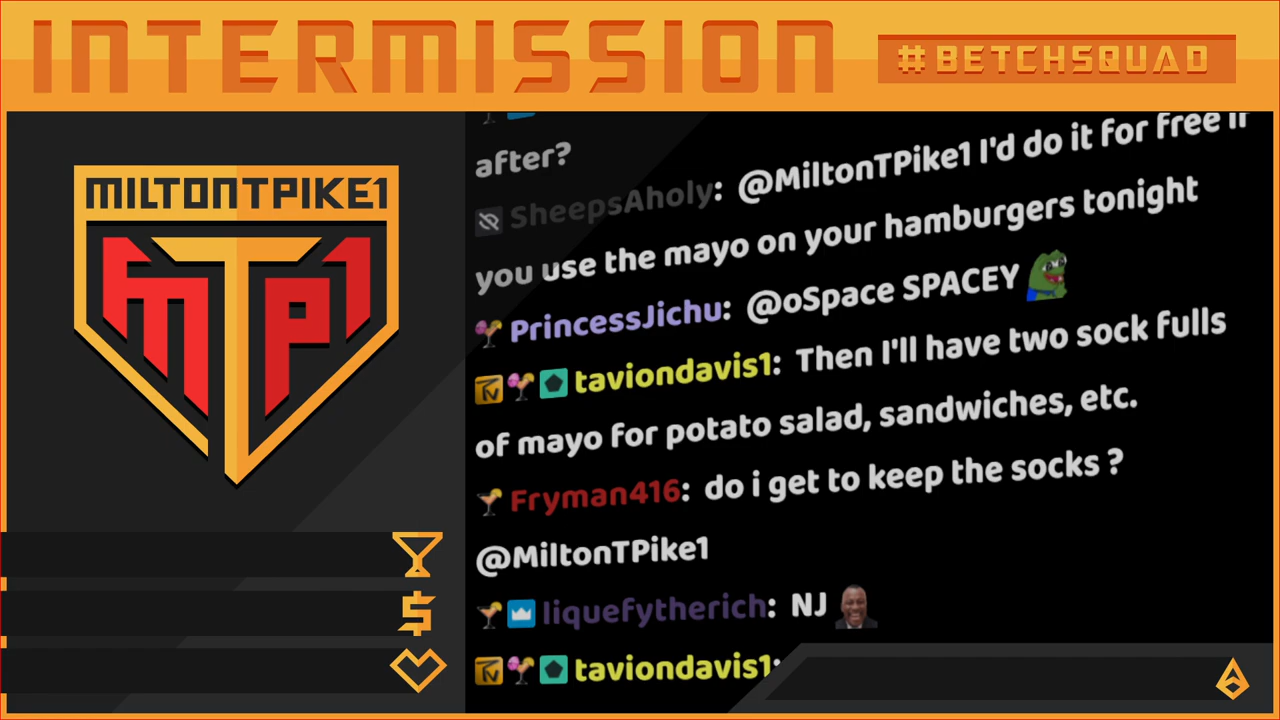 INTERMISSION
#BETCHSQUAD
MILTONTPIKE1
MTP1
after?
SheepsAholy: @MiltonTPike1 I'd do it for free if
you use the mayo on your hamburgers tonight
PrincessJichu: @oSpace SPACEY
taviondavis1: Then I'll have two sock fulls
of mayo for potato salad, sandwiches, etc.
Fryman416: do i get to keep the socks ?
@MiltonTPike1
liquefytherich: NJ
taviondavis1: